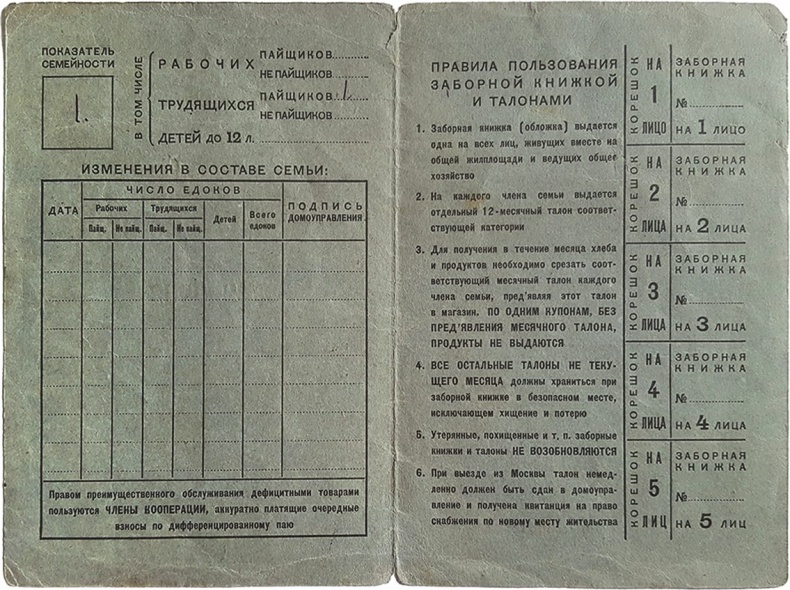 ПОКАЗАТЕЛЬ
СЕМЕЙНОСТИ
1.
В ТОМ ЧИСЛЕ
РАБОЧИХ
ПАЙЩИКОВ
НЕ ПАЙЩИКОВ
ТРУДЯЩИХСЯ
ПАЙЩИКОВ 1
НЕ ПАЙЩИКОВ
ДЕТЕЙ ДО 12 Л.
ИЗМЕНЕНИЯ В СОСТАВЕ СЕМЬИ:
ДАТА
ЧИСЛО ЕДОКОВ
Рабочих
Трудящихся
Детей
Всего
едоков
Пайщ.
Не пайщ.
Пайщ.
Не пайщ.
ПОДПИСЬ
ДОМОУПРАВЛЕНИЯ
Правом преимущественного обслуживания дефицитными товарами
пользуются ЧЛЕНЫ КООПЕРАЦИИ, аккуратно платящие очередные
взносы по дифференцированному паю
ПРАВИЛА ПОЛЬЗОВАНИЯ
ЗАБОРНОЙ КНИЖКОЙ
И ТАЛОНАМИ
1. Заборная книжка (обложка) выдается
одна на всех лиц, живущих вместе на
общей жилплощади и ведущих общее
хозяйство
2. На каждого члена семьи выдается
отдельный 12-месячный талон соответ-
ствующей категории
3. Для получения в течение месяца хлеба
и продуктов необходимо срезать соот-
ветствующий месячный талон каждого
члена семьи, пред'являя этот талон
в магазин. ПО ОДНИМ КУПОНАМ, БЕЗ
ПРЕД'ЯВЛЕНИЯ МЕСЯЧНОГО ТАЛОНА,
ПРОДУКТЫ НЕ ВЫДАЮТСЯ
4. ВСЕ ОСТАЛЬНЫЕ ТАЛОНЫ НЕ ТЕКУ-
ЩЕГО МЕСЯЦА должны храниться при
заборной книжке в безопасном месте,
исключающем хищение и потерю
5. Утерянные, похищенные и т. п. заборные
книжки и талоны НЕ ВОЗОБНОВЛЯЮТСЯ
6. При выезде из Москвы талон немед-
ленно должен быть сдан в домоуправ-
вление и получена квитанция на право
снабжения по новому месту жительства
КОРЕШОК
НА
1
ЛИЦО
ЗАБОРНАЯ
КНИЖКА
№
НА 1 ЛИЦО
КОРЕШОК
НА
2
ЛИЦА
ЗАБОРНАЯ
КНИЖКА
№
НА 2 ЛИЦА
КОРЕШОК
НА
3
ЛИЦА
ЗАБОРНАЯ
КНИЖКА
№
НА 3 ЛИЦА
КОРЕШОК
НА
4
ЛИЦА
ЗАБОРНАЯ
КНИЖКА
№
НА 4 ЛИЦА
КОРЕШОК
НА
5
ЛИЦ
ЗАБОРНАЯ
КНИЖКА
№
НА 5 ЛИЦ